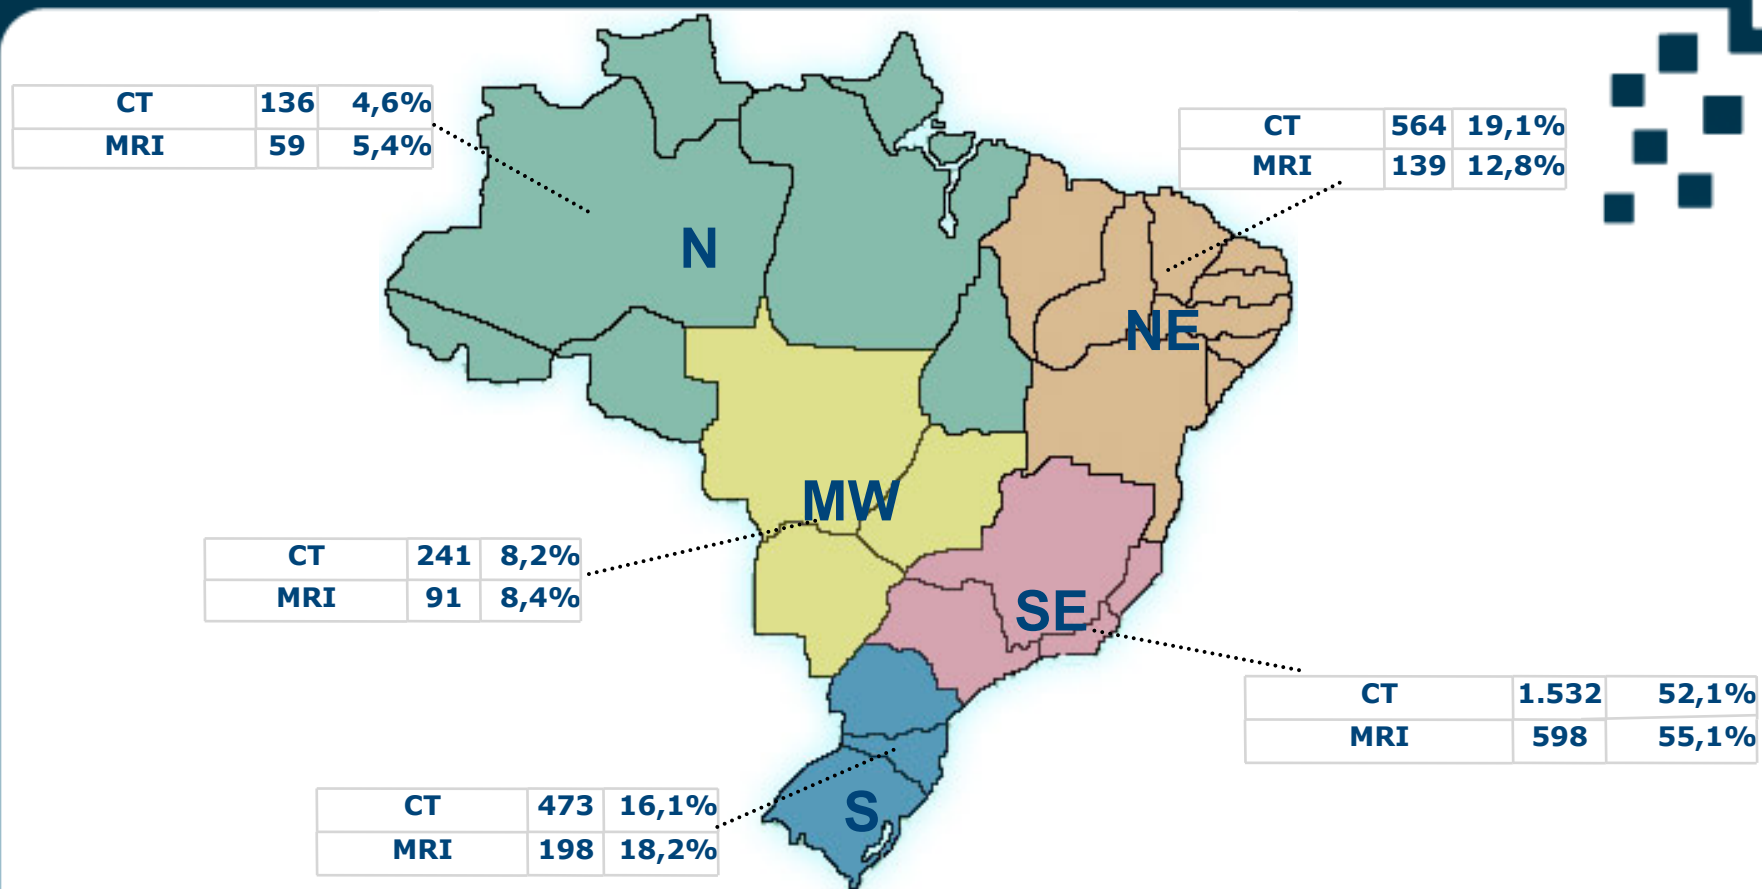 CT 136 4,6%
MRI 59 5,4%
CT 564 19,1%
MRI 139 12,8%
N
NE
MW
CT 241 8,2%
MRI 91 8,4%
SE
CT 1.532 52,1%
MRI 598 55,1%
CT 473 16,1%
MRI 198 18,2%
S